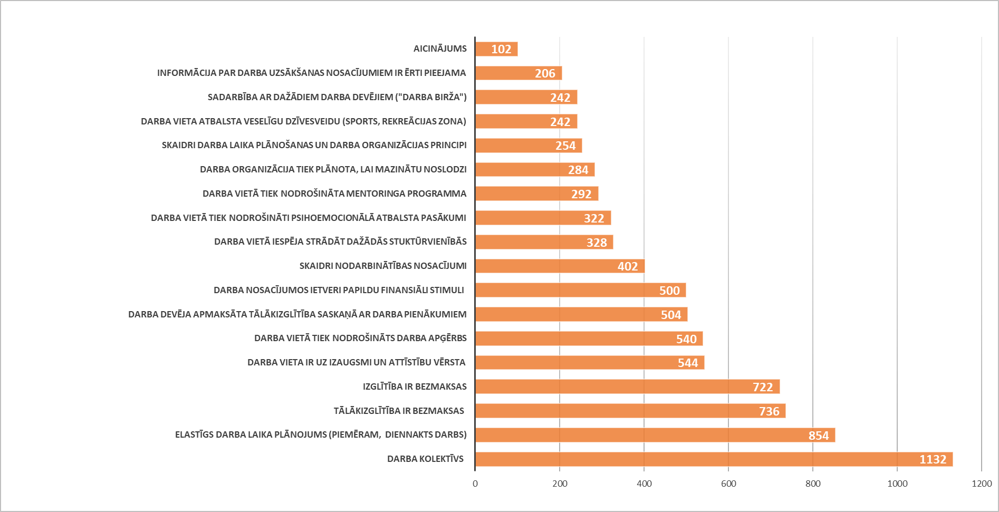 AICINĀJUMS 102
INFORMĀCIJA PAR DARBA UZSĀKŠANAS NOSACĪJUMIEM IR ĒRTI PIEEJAMA 206
SADARBĪBA AR DAŽĀDIEM DARBA DEVĒJIEM ("DARBA BIRŽA") 242
DARBA VIETA ATBALSTA VESELĪGU DZĪVESVEIDU (SPORTS, REKREĀCIJAS ZONA) 242
SKAIDRI DARBA LAIKA PLĀNOŠANAS UN DARBA ORGANIZĀCIJAS PRINCIPI 254
DARBA ORGANIZĀCIJA TIEK PLĀNOTA, LAI MAZINĀTU NOSLODZI 284
DARBA VIETĀ TIEK NODROŠINĀTA MENTORINGA PROGRAMMA 292
DARBA VIETĀ TIEK NODROŠINĀTI PSIHOEMOCIONĀLĀ ATBALSTA PASĀKUMI 322
DARBA VIETĀ IESPĒJA STRĀDĀT DAŽĀDĀS STUKTŪRVIENĪBĀS 328
SKAIDRI NODARBINĀTĪBAS NOSACĪJUMI 402
DARBA NOSACĪJUMOS IETVERI PAPILDU FINANSIĀLI STIMULI 500
DARBA DEVĒJA APMAKSĀTA TĀLĀKIZGLĪTĪBA SASKAŅĀ AR DARBA PIENĀKUMIEM 504
DARBA VIETĀ TIEK NODROŠINĀTS DARBA APĢĒRBS 540
DARBA VIETA IR UZ IZAUGSMI UN ATTĪSTĪBU VĒRSTA 544
IZGLĪTĪBA IR BEZMAKSAS 722
TĀLĀKIZGLĪTĪBA IR BEZMAKSAS 736
ELASTĪGS DARBA LAIKA PLĀNOJUMS (PIEMĒRAM, DIENNAKTS DARBS) 854
DARBA KOLEKTĪVS 1132
0 200 400 600 800 1000 1200